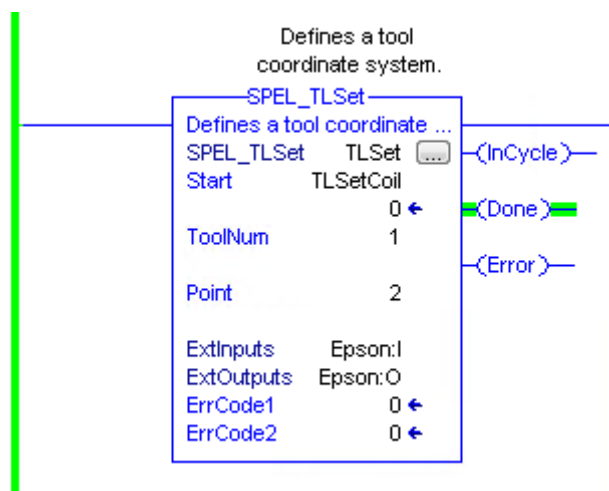 Defines a tool
coordinate system.
SPEL_TLSet
Defines a tool coordinate ...
SPEL_TLSet TLSet ... (InCycle)
Start TLSetCoil
0 (Done)
ToolNum 1
(Error)
Point 2
ExtInputs Epson:I
ExtOutputs Epson:O
ErrCode1 0
ErrCode2 0